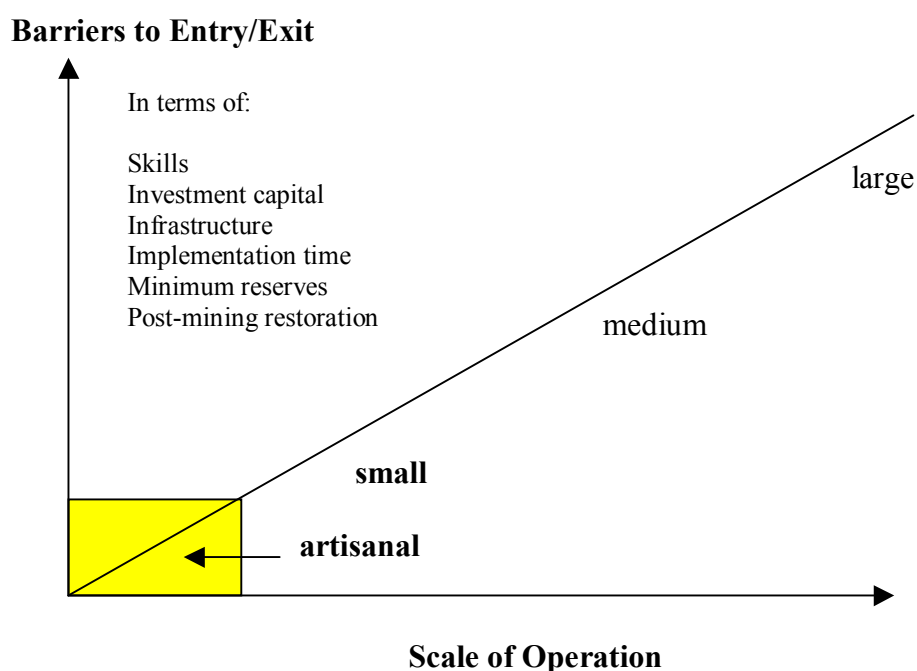 Barriers to Entry/Exit
In terms of:
Skills
Investment capital
Infrastructure
Implementation time
Minimum reserves
Post-mining restoration
large
medium
small
artisanal
Scale of Operation